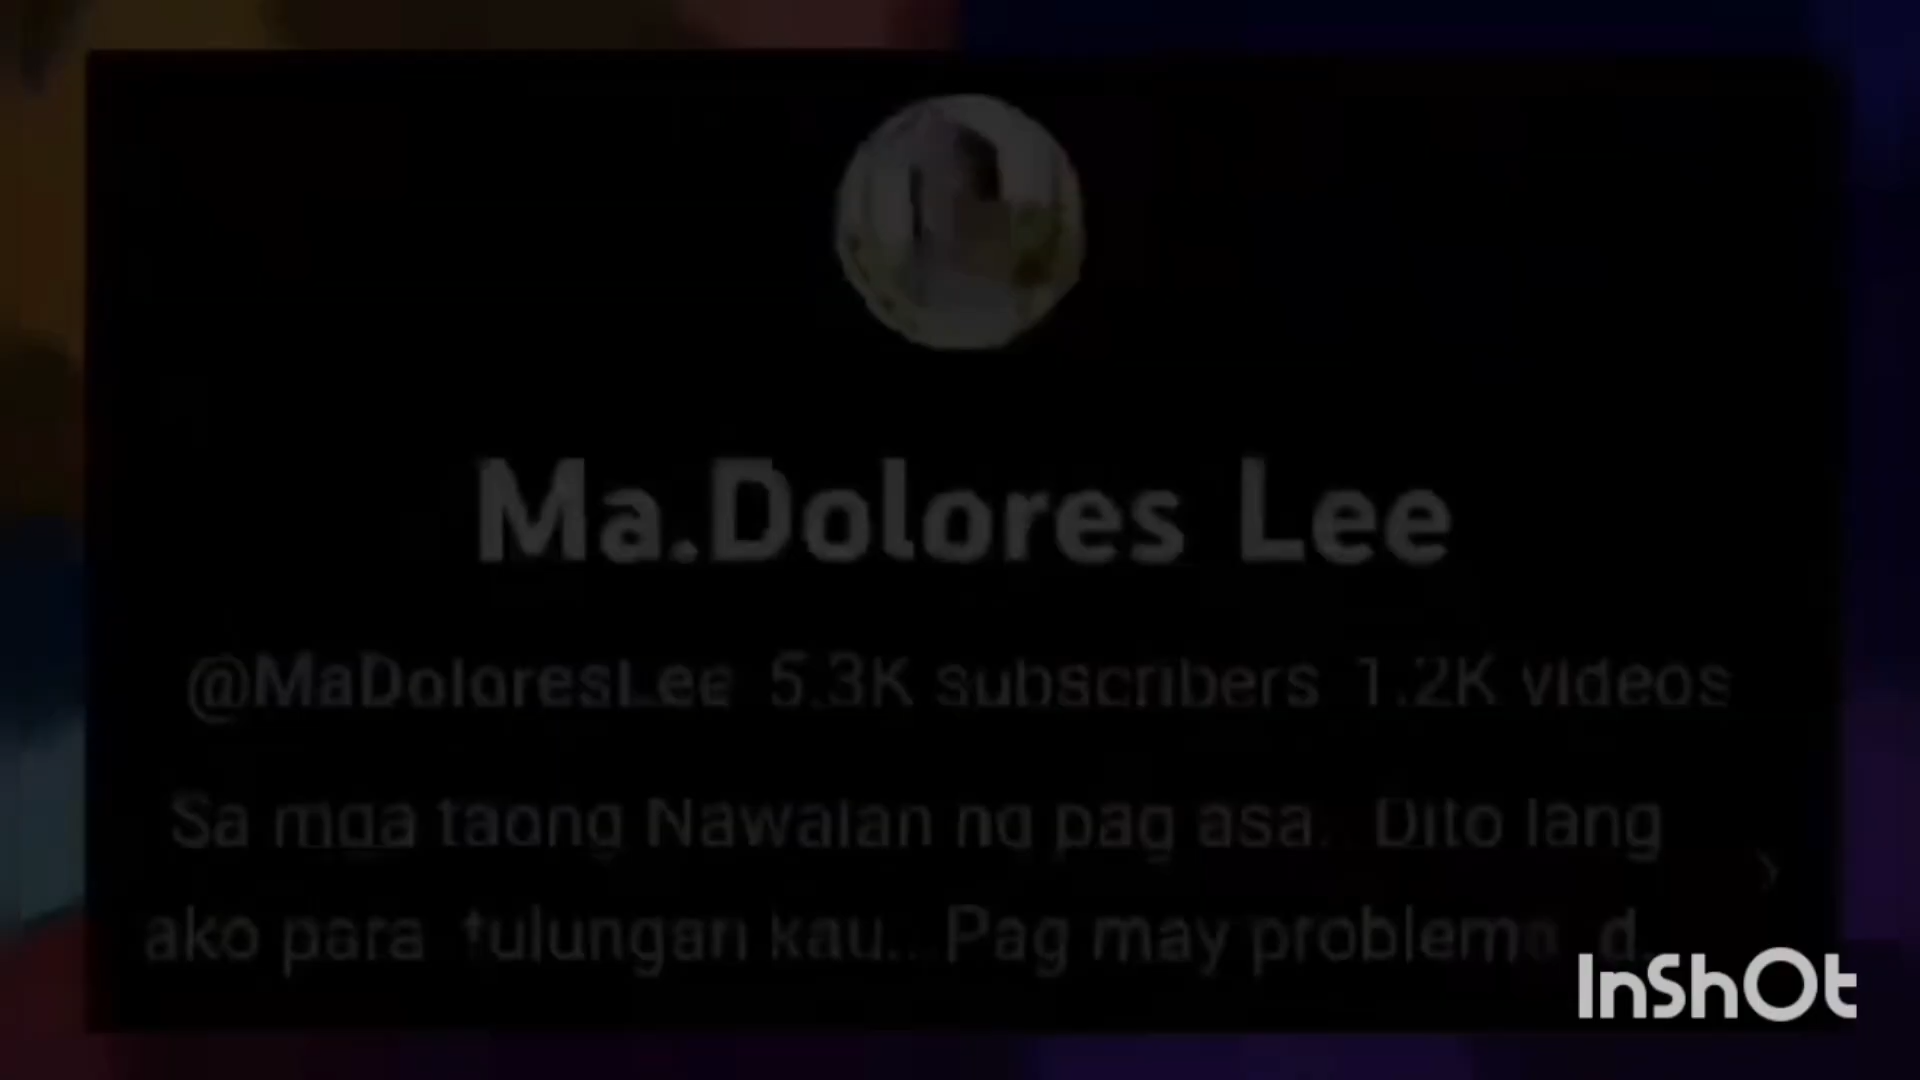 Ma.Dolores Lee
@MaDoloresLee 5.3K subscribers 1.2K videos
Sa mga taong Nawalan ng pag asa. Dito lang
ako para tulungan kau.. Pag may problema d..
InShOt